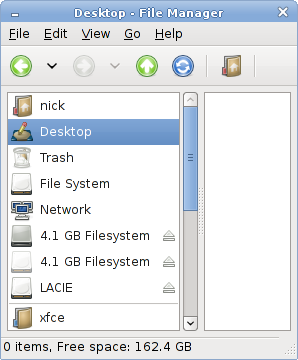 Desktop - File Manager
File Edit View Go Help
nick
Desktop
Trash
File System
Network
4.1 GB Filesystem
4.1 GB Filesystem
LACIE
xfce
0 items, Free space: 162.4 GB